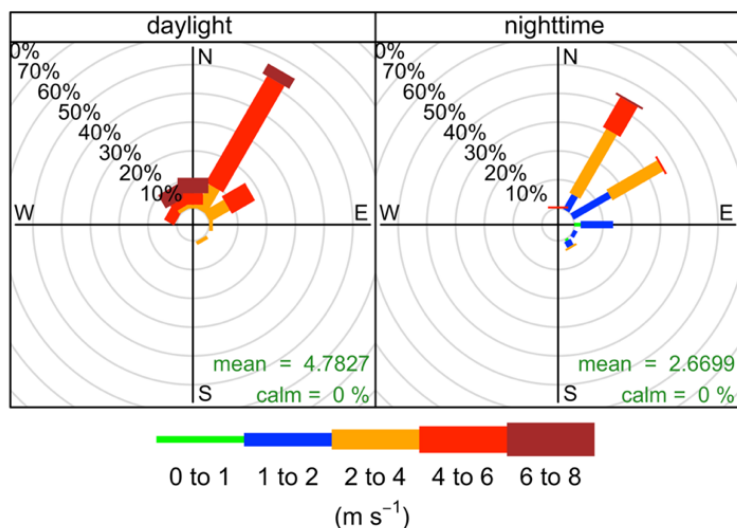 daylight
nighttime
0%
70%
60%
50%
40%
30%
20%
10%
N
W
E
S
mean = 4.7827
calm = 0 %
0%
70%
60%
50%
40%
30%
20%
10%
N
W
E
S
mean = 2.6699
calm = 0 %
0 to 1 1 to 2 2 to 4 4 to 6 6 to 8
(m s⁻¹)